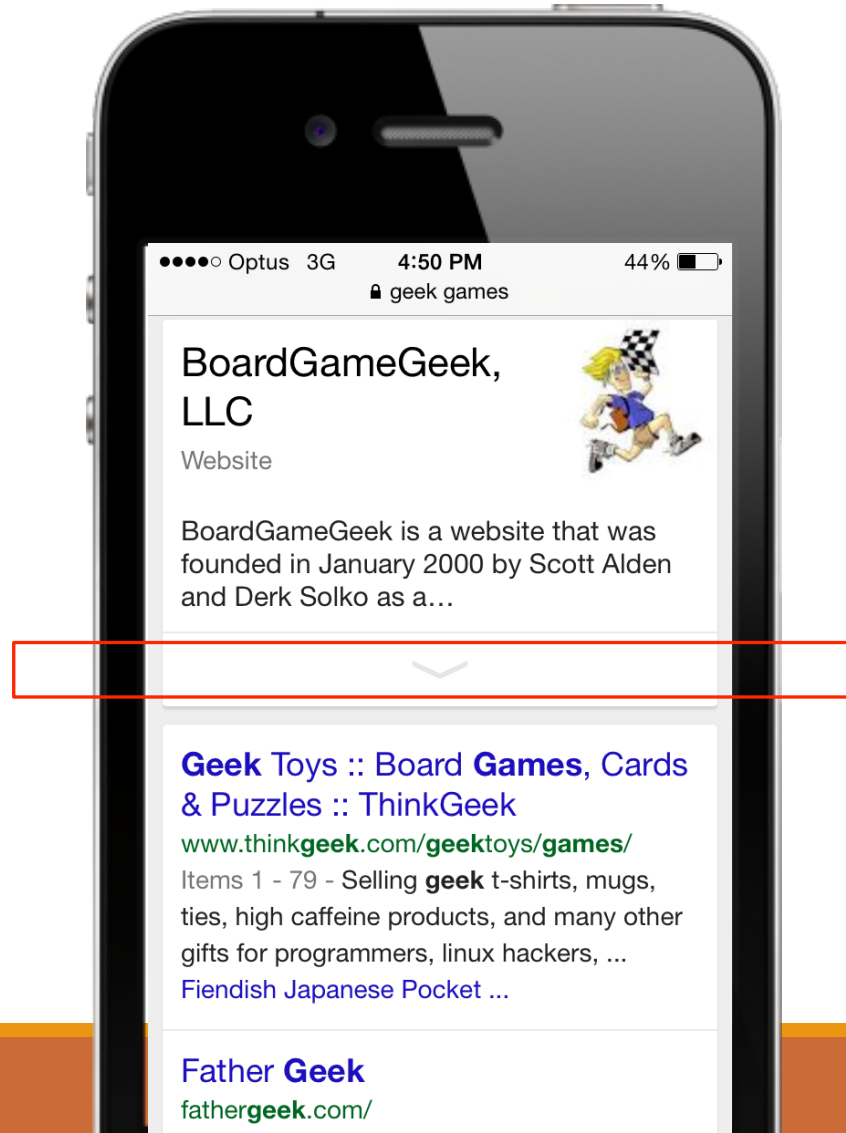 ●●●●○ Optus 3G 4:50 PM 44%
geek games
BoardGameGeek,
LLC
Website
BoardGameGeek is a website that was
founded in January 2000 by Scott Alden
and Derk Solko as a...
Geek Toys :: Board Games, Cards
& Puzzles :: ThinkGeek
www.thinkgeek.com/geektoys/games/
Items 1 - 79 - Selling geek t-shirts, mugs,
ties, high caffeine products, and many other
gifts for programmers, linux hackers, ...
Fiendish Japanese Pocket ...
Father Geek
fathergeek.com/